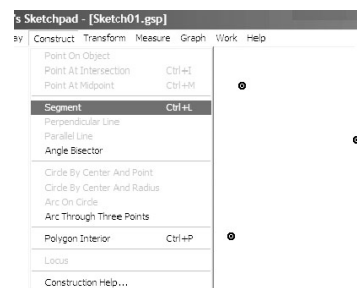 's Sketchpad - [Sketch01.gsp]
ay Construct Transform Measure Graph Work Help
Point On Object
Point At Intersection Ctrl+I
Point At Midpoint Ctrl+M
Segment Ctrl+L
Perpendicular Line
Parallel Line
Angle Bisector
Circle By Center And Point
Circle By Center And Radius
Arc On Circle
Arc Through Three Points
Polygon Interior Ctrl+P
Locus
Construction Help...